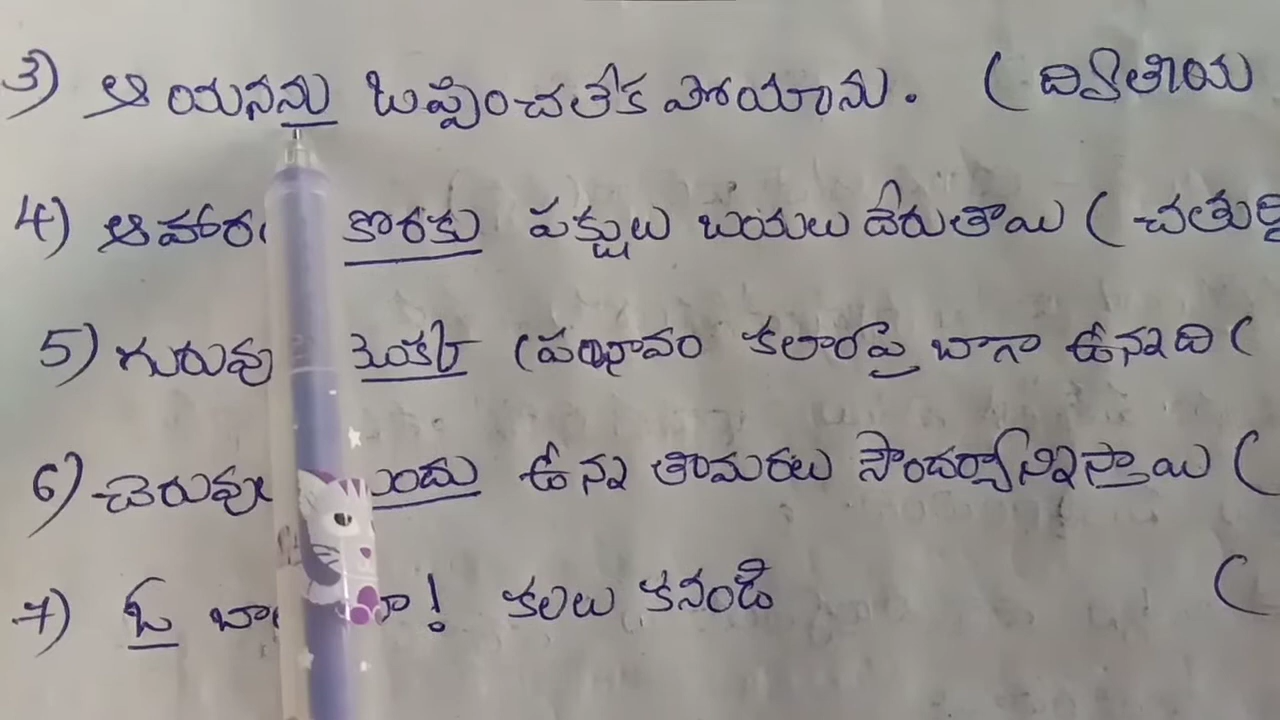 3) ఆయనను ఒప్పించలేక పోయాను. ( ద్వితీయ
4) ఆహార కొరకు పక్షులు బయలు దేరుతాయి (
5) గురువు యొక్క ప్రభావం కలారపై బాగా ఉన్నది (
6) చెరువు ఉన్న తామరలు సౌందర్యాన్నిస్తాయి (
7) ఓ ! కలలు కనండి (